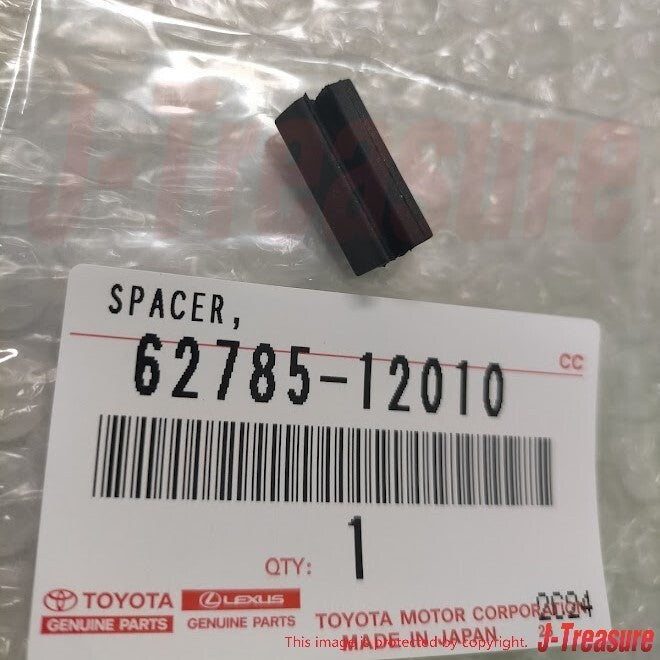 J-Treasure
SPACER,
62785-12010
CC
1
QTY:
TOYOTA LEXUS
GENUINE PARTS GENUINE PARTS
TOYOTA MOTOR CORPORATION
MADE IN JAPAN
This image is protected by copyright.
J-Treasure